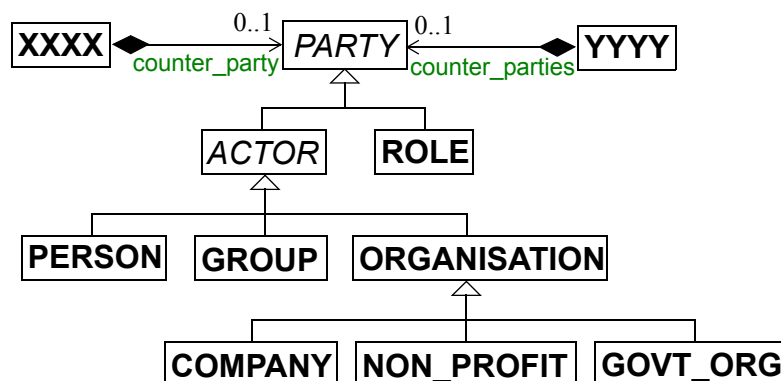 0..1 0..1
XXXX PARTY YYYY
counter_party counter_parties
ACTOR ROLE
PERSON GROUP ORGANISATION
COMPANY NON_PROFIT GOVT_ORG